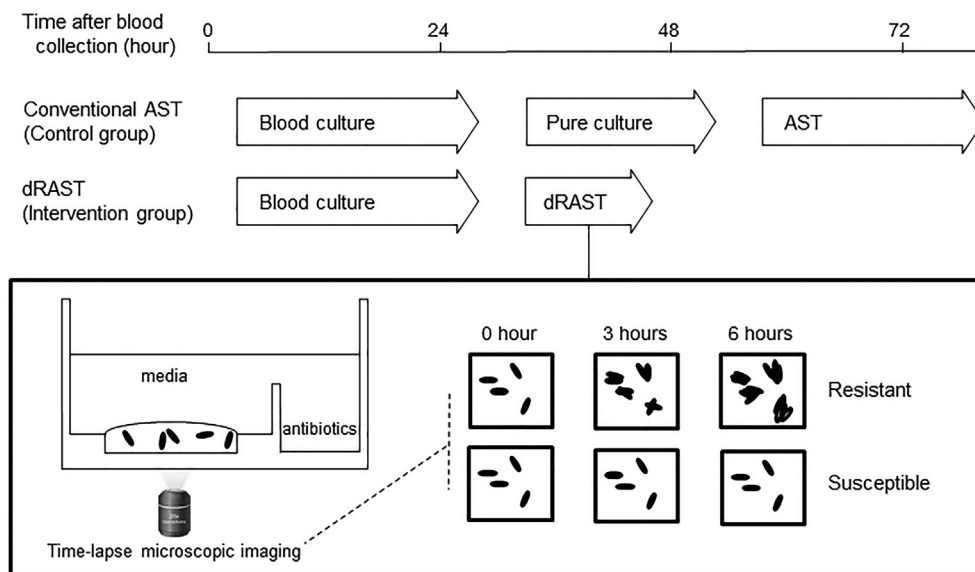 Time after blood
collection (hour)
0
24
48
72
Conventional AST
(Control group)
Blood culture
Pure culture
AST
dRAST
(Intervention group)
Blood culture
dRAST
media
antibiotics
20x
Time-lapse microscopic imaging
0 hour
3 hours
6 hours
Resistant
Susceptible